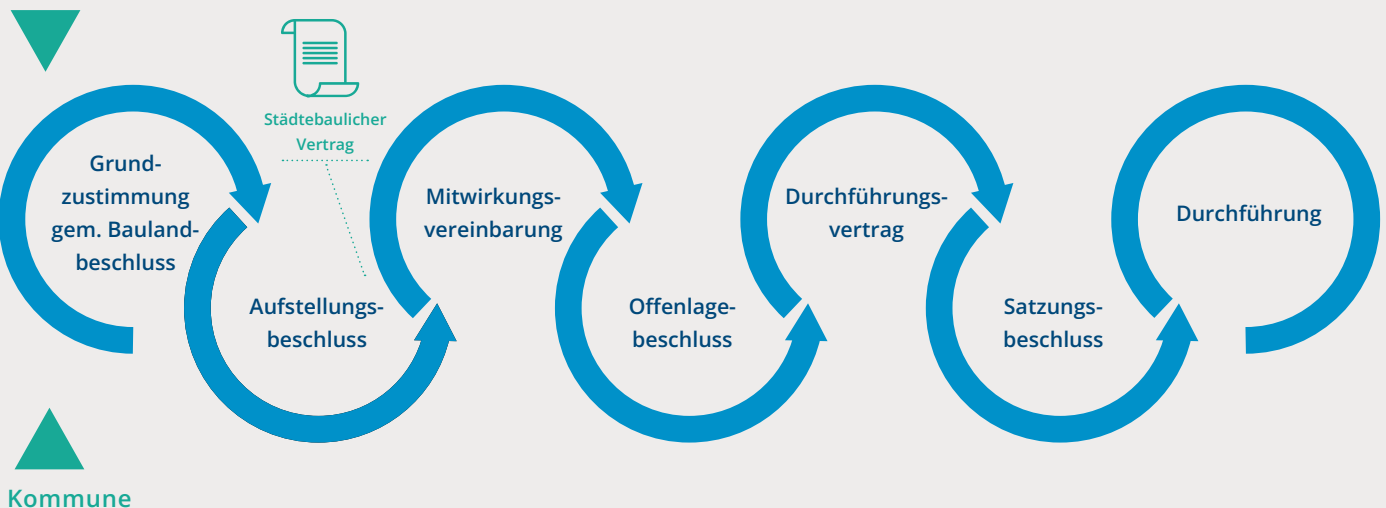 Städtebaulicher
Vertrag
Grund-
zustimmung
gem. Bauland-
beschluss
Aufstellungs-
beschluss
Mitwirkungs-
vereinbarung
Offenlage-
beschluss
Durchführungs-
vertrag
Satzungs-
beschluss
Durchführung
Kommune